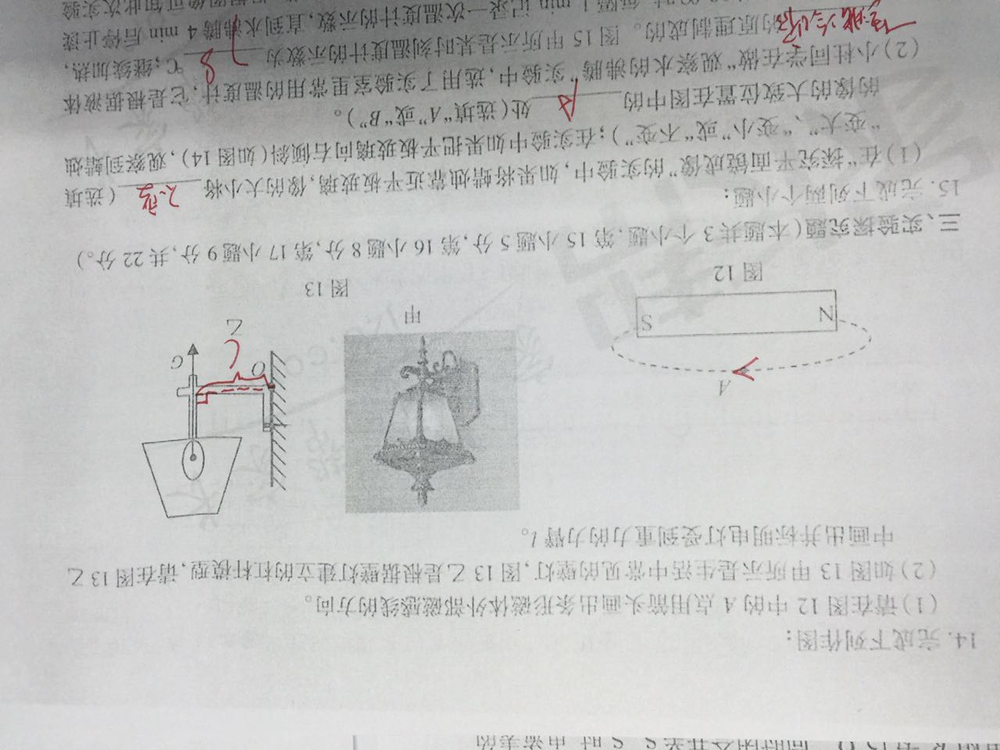 14. 完成下列作图：
（1）请在图 12 中的 A 点用箭头画出条形磁体外部磁感线的方向。
（2）如图 13 甲所示是生活中常见的壁灯，图 13 乙是根据壁灯建立的杠杆模型，请在图 13 乙
中画出并标明电灯受到重力的力臂 l。
A
N S
图 12
甲
O
G
l
乙
图 13
三、实验探究题（本题共 3 个小题，第 15 小题 5 分，第 16 小题 8 分，第 17 小题 9 分，共 22 分。）
15. 完成下列两个小题：
（1）在“探究平面镜成像”的实验中，如果将蜡烛靠近平板玻璃，像的大小将 不变 （选填
“变大”、“变小”或“不变”）；在实验中如果把平板玻璃向右倾斜（如图 14），观察到蜡烛
的像的大致位置在图中的 A 处（选填“A”或“B”）。
（2）小杜同学在做“观察水的沸腾”实验中，选用了实验室里常用的温度计，它是根据液体
热胀冷缩 的原理制成的。图 15 甲所示是某时刻温度计的示数为 ℃；继续加热，
每隔 1 min 记录一次温度计的示数，直到水沸腾 4 min 后停止读